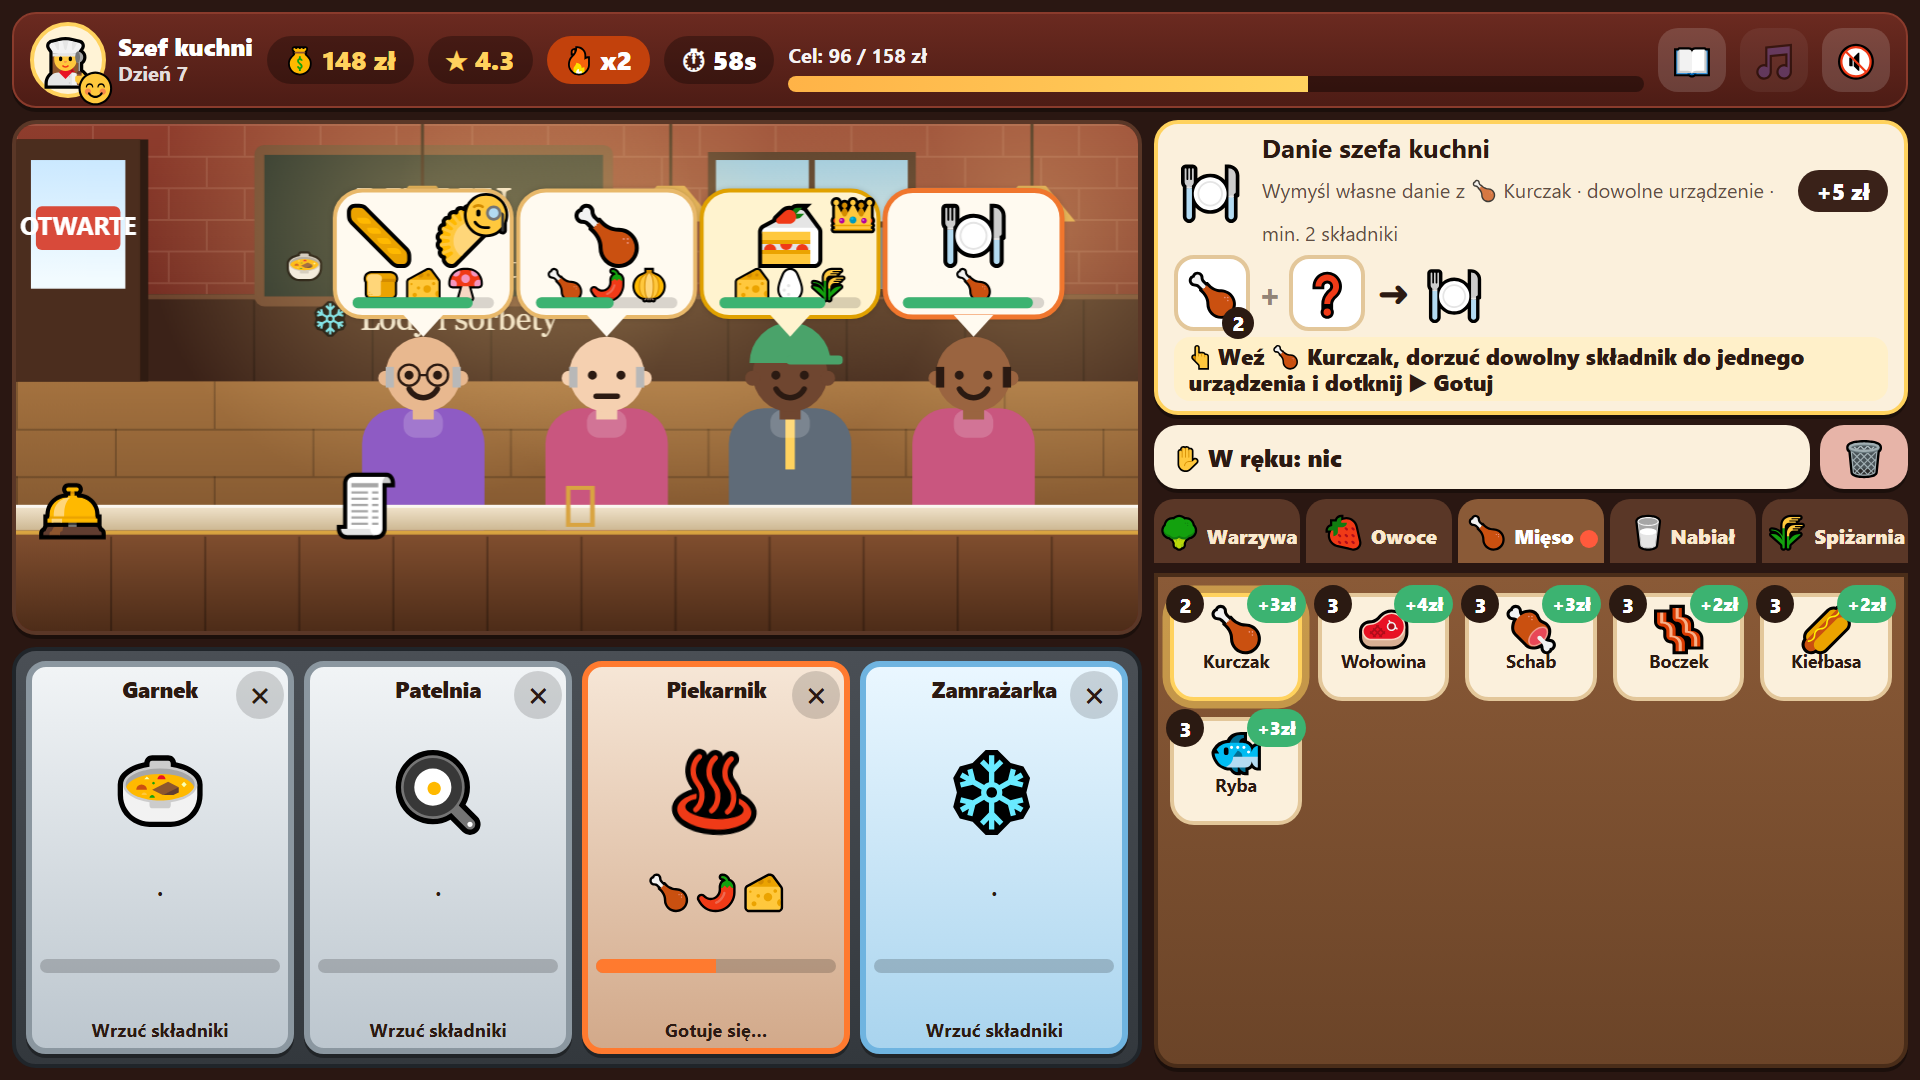 Szef kuchni
Dzień 7
148 zł
★ 4.3
x2
58s
Cel: 96 / 158 zł
OTWARTE
Lody i sorbety
Danie szefa kuchni
Wymyśl własne danie z Kurczak · dowolne urządzenie ·
min. 2 składniki
+5 zł
2
+
→
Weź Kurczak, dorzuć dowolny składnik do jednego
urządzenia i dotknij ▶ Gotuj
W ręku: nic
Warzywa
Owoce
Mięso
Nabiał
Spiżarnia
2 +3zł
Kurczak
3 +4zł
Wołowina
3 +3zł
Schab
3 +2zł
Boczek
3 +2zł
Kiełbasa
3 +3zł
Ryba
Garnek
Patelnia
Piekarnik
Zamrażarka
Wrzuć składniki
Wrzuć składniki
Gotuje się...
Wrzuć składniki